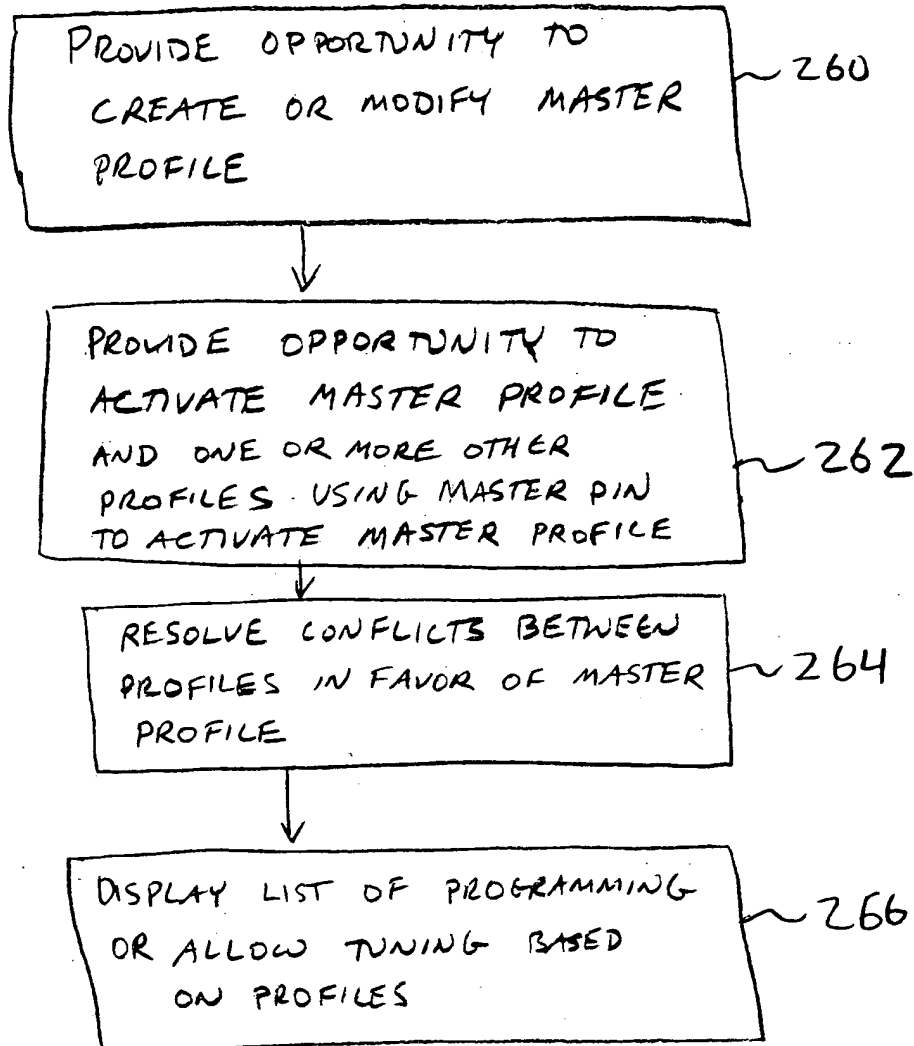 PROVIDE OPPORTUNITY TO
CREATE OR MODIFY MASTER
PROFILE
260
PROVIDE OPPORTUNITY TO
ACTIVATE MASTER PROFILE
AND ONE OR MORE OTHER
PROFILES USING MASTER PIN
TO ACTIVATE MASTER PROFILE
262
RESOLVE CONFLICTS BETWEEN
PROFILES IN FAVOR OF MASTER
PROFILE
264
DISPLAY LIST OF PROGRAMMING
OR ALLOW TUNING BASED
ON PROFILES
266